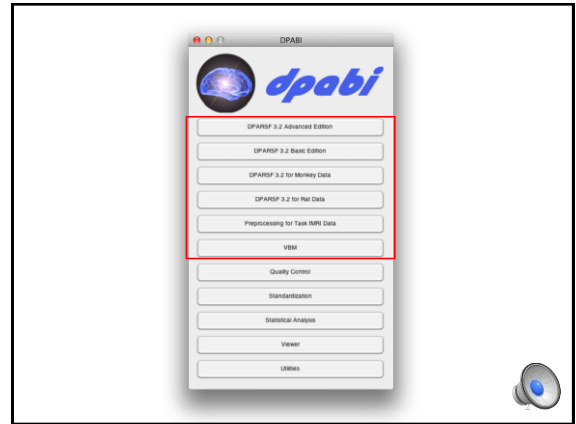 DPABI
dpabi
DPARSF 3.2 Advanced Edition
DPARSF 3.2 Basic Edition
DPARSF 3.2 for Monkey Data
DPARSF 3.2 for Rat Data
Preprocessing for Task fMRI Data
VBM
Quality Control
Standardization
Statistical Analysis
Viewer
Utilities
2